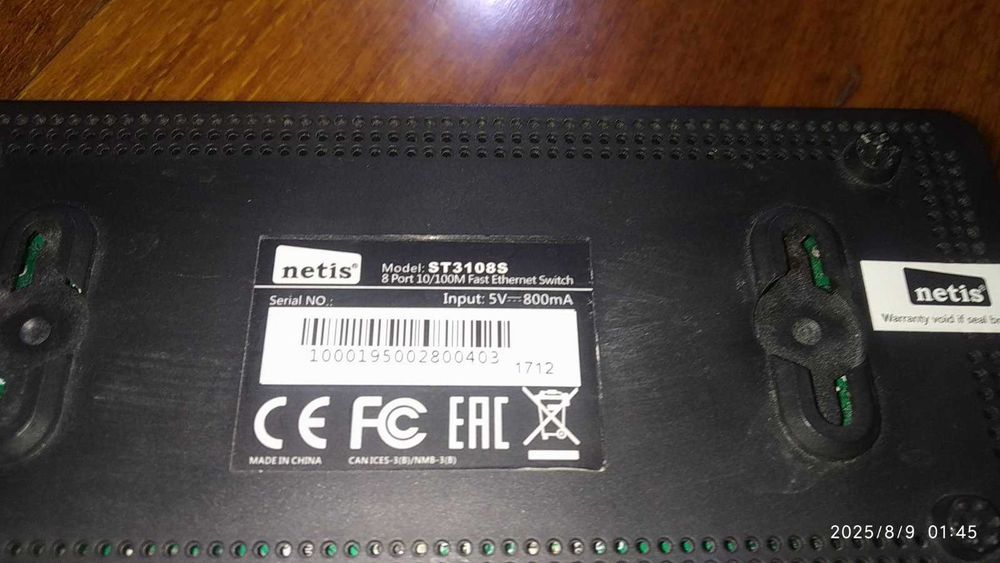 netis®
Model: ST3108S
8 Port 10/100M Fast Ethernet Switch
Serial NO.:
Input: 5V⎓800mA
1000195002800403
1712
CE FC EAC
MADE IN CHINA
CAN ICES-3(B)/NMB-3(B)
netis
Warranty void if seal
2025/8/9 01:45